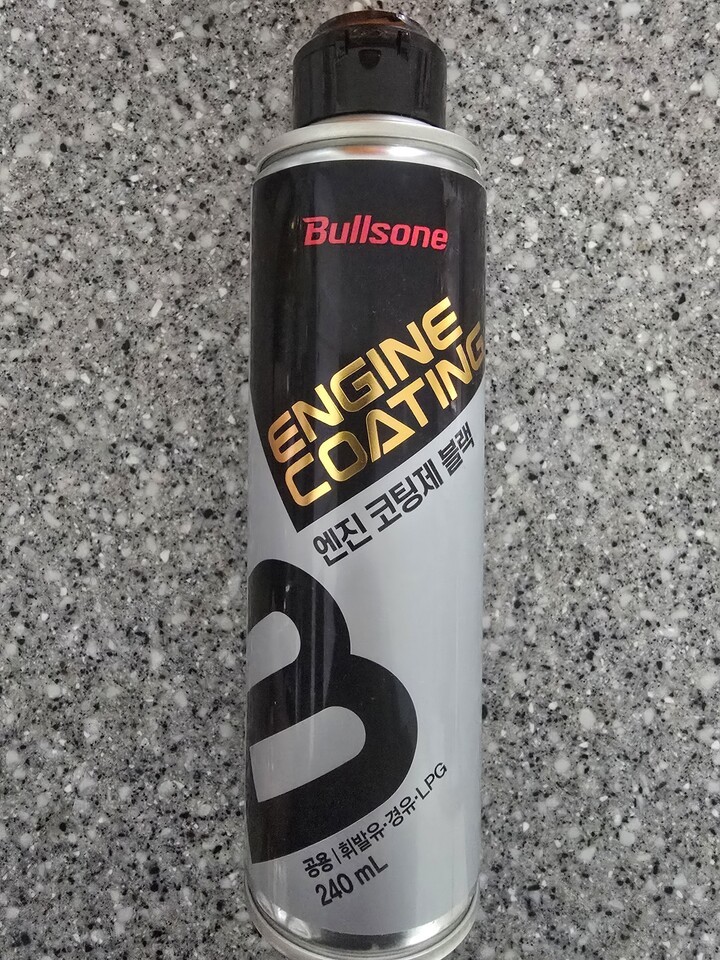 Bullsone
ENGINE
COATING
엔진 코팅제 블랙
B
공용 | 휘발유·경유·LPG
240 mL